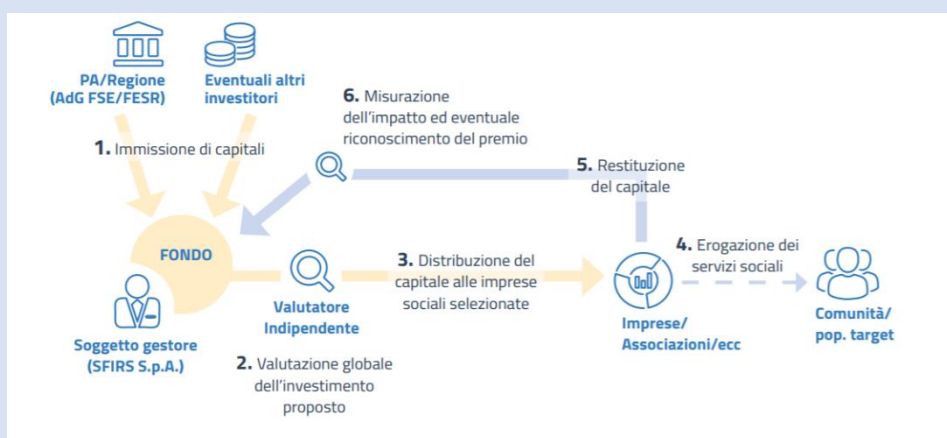 PA/Regione
(AdG FSE/FESR)
Eventuali altri
investitori
1. Immissione di capitali
6. Misurazione
dell'impatto ed eventuale
riconoscimento del premio
5. Restituzione
del capitale
FONDO
Soggetto gestore
(SFIRS S.p.A.)
Valutatore
Indipendente
2. Valutazione globale
dell'investimento
proposto
3. Distribuzione del
capitale alle imprese
sociali selezionate
Imprese/
Associazioni/ecc
4. Erogazione dei
servizi sociali
Comunità/
pop. target